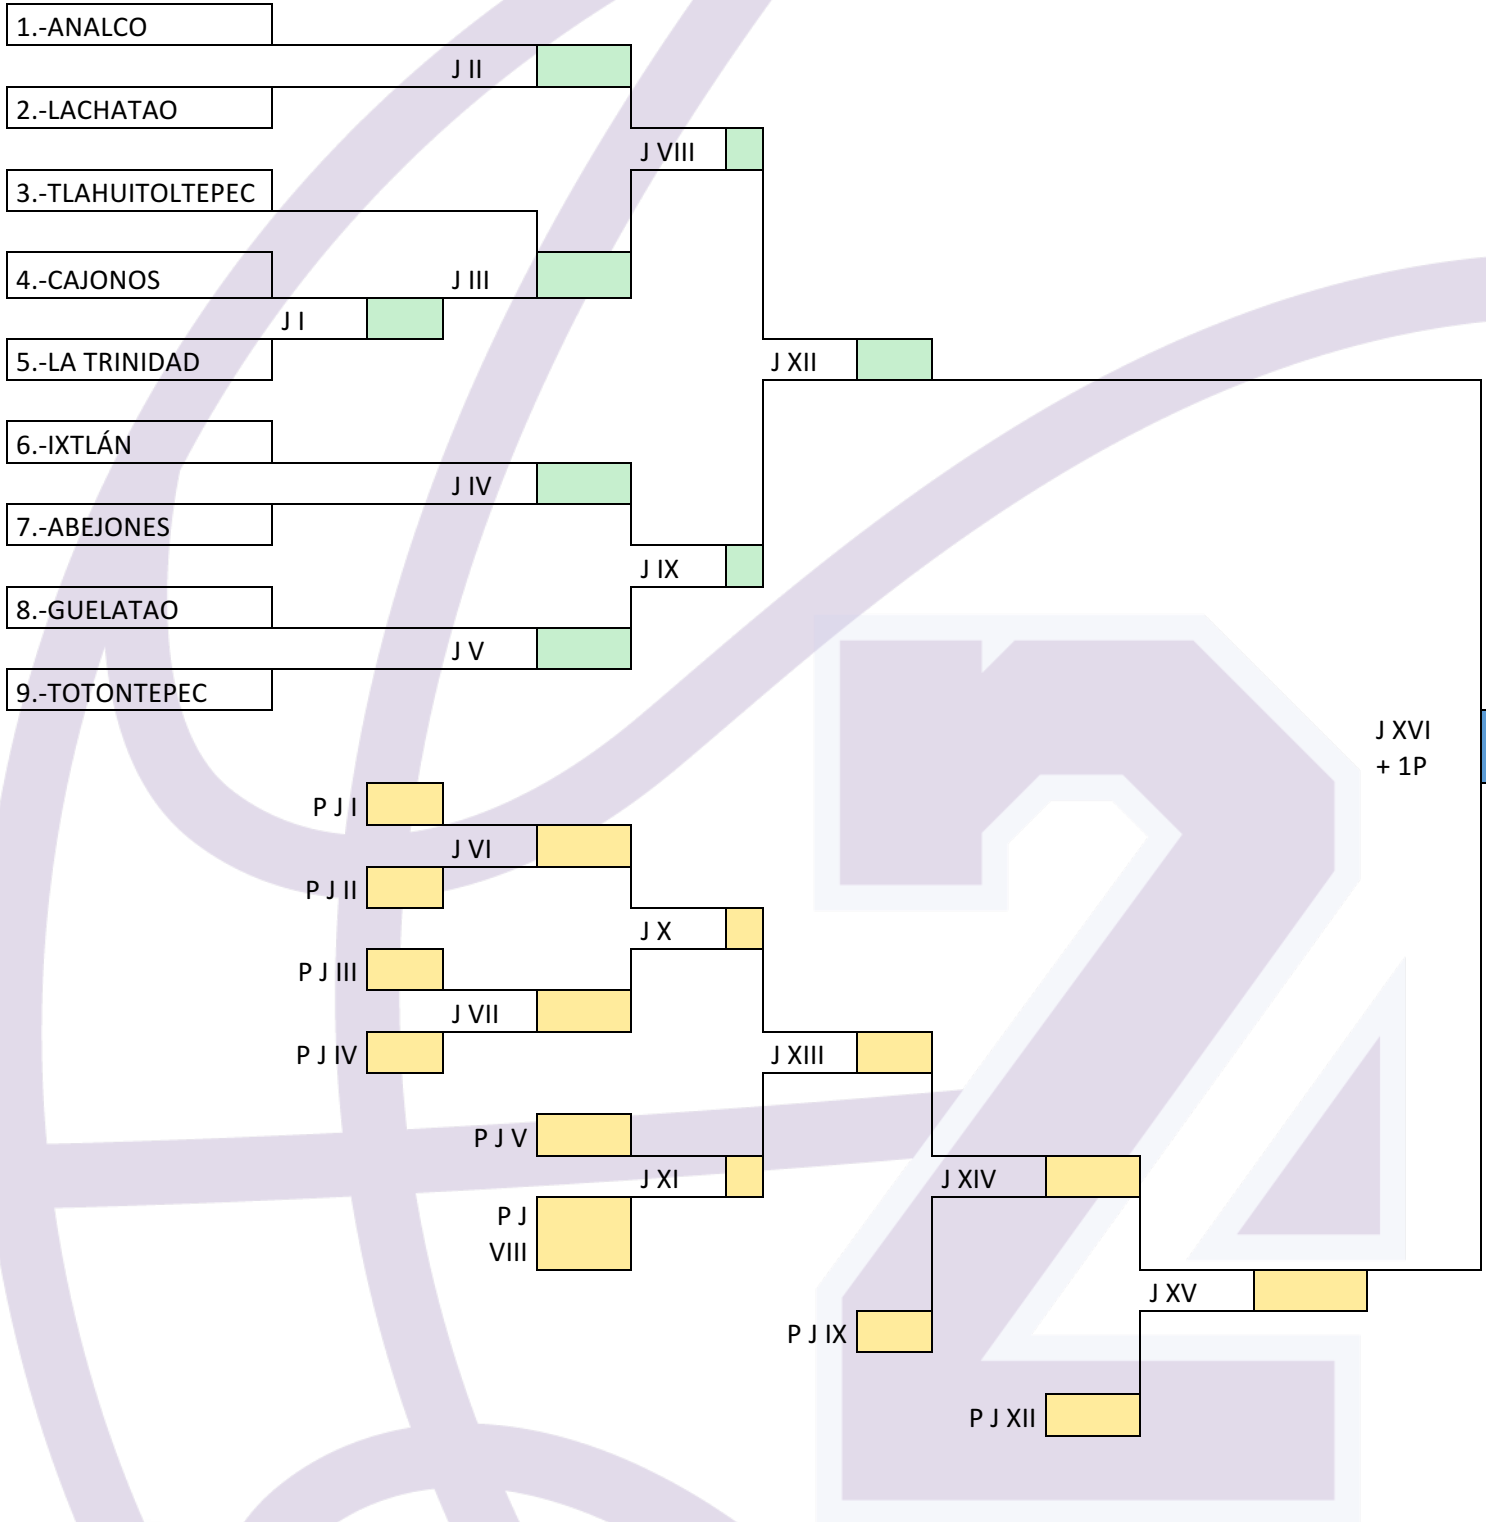 1.-ANALCO
J II
2.-LACHATAO
J VIII
3.-TLAHUITOLTEPEC
4.-CAJONOS
J III
J I
5.-LA TRINIDAD
J XII
6.-IXTLÁN
J IV
7.-ABEJONES
J IX
8.-GUELATAO
J V
9.-TOTONTEPEC
J XVI
+ 1P
P J I
J VI
P J II
J X
P J III
J VII
P J IV
J XIII
P J V
J XI
J XIV
P J
VIII
J XV
P J IX
P J XII
2